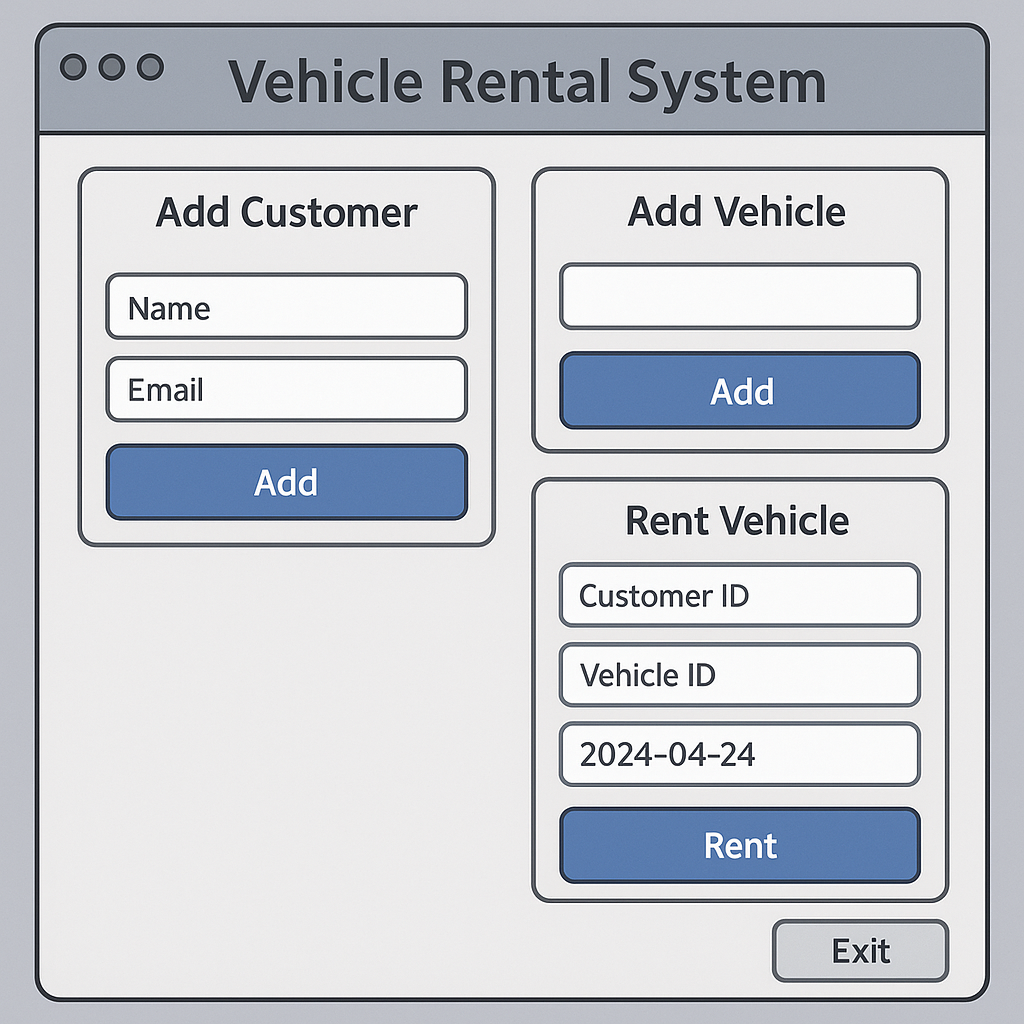 Vehicle Rental System
Add Customer
Name
Email
Add
Add Vehicle
Add
Rent Vehicle
Customer ID
Vehicle ID
2024-04-24
Rent
Exit